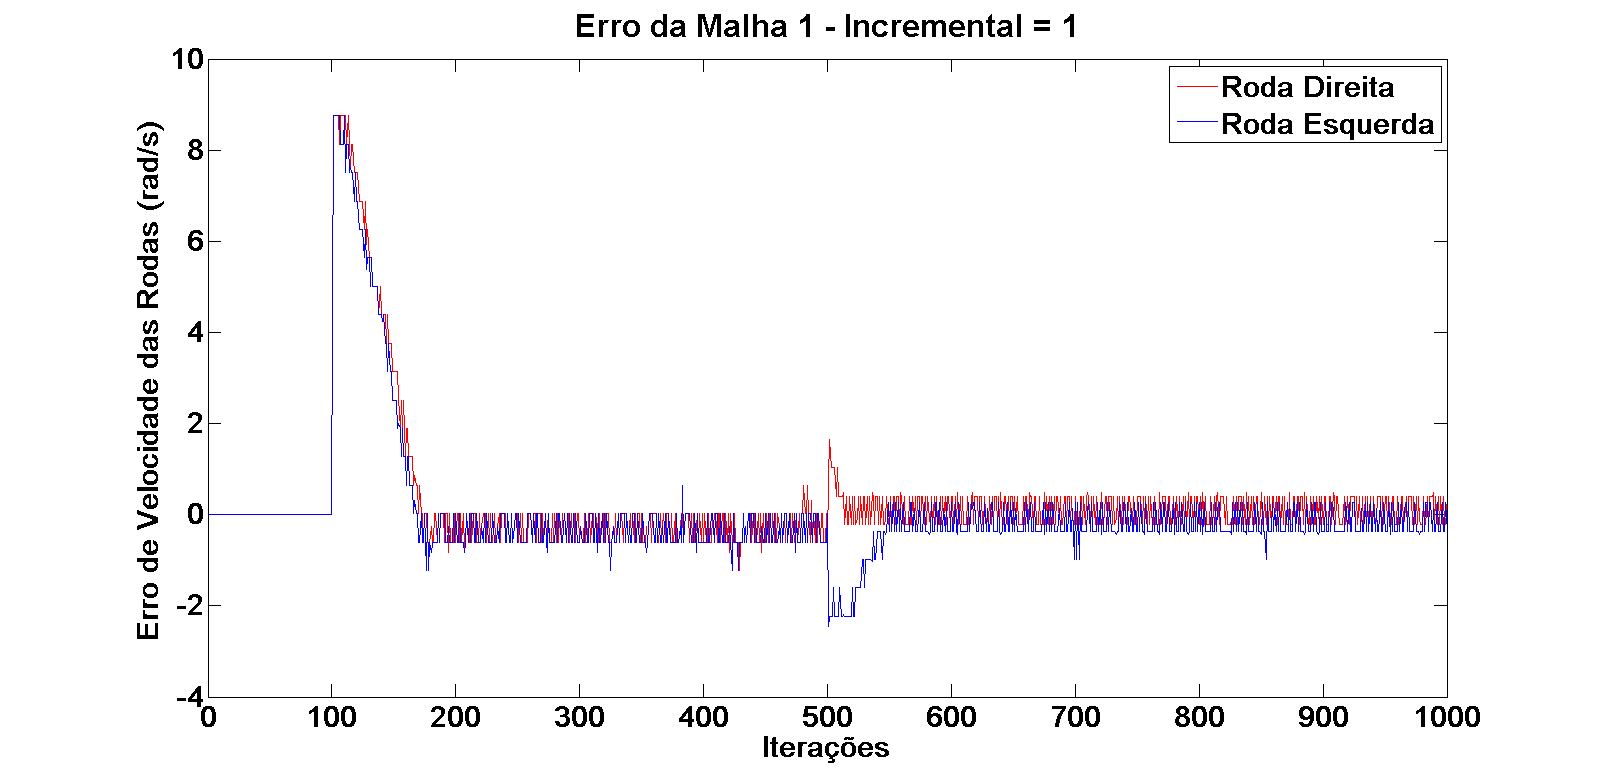 Erro da Malha 1 - Incremental = 1
Roda Direita
Roda Esquerda
Erro de Velocidade das Rodas (rad/s)
10
8
6
4
2
0
-2
-4
0 100 200 300 400 500 600 700 800 900 1000
Iterações